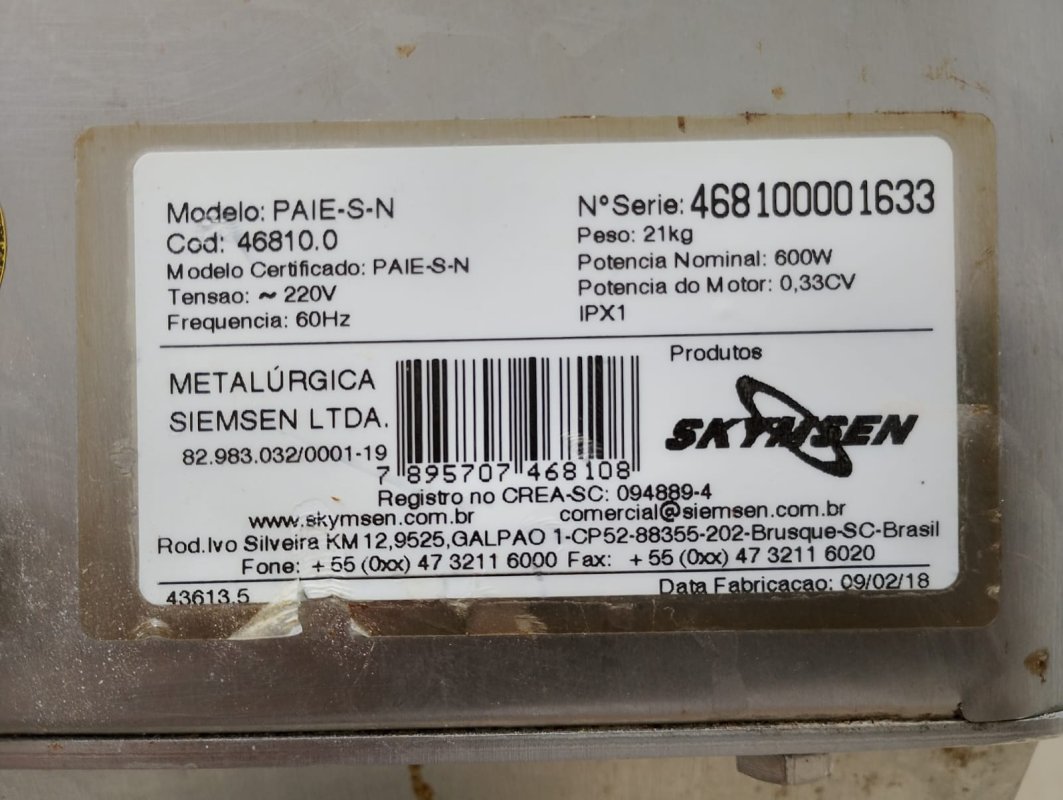 Modelo: PAIE-S-N
Cod: 46810.0
Modelo Certificado: PAIE-S-N
Tensao: ~ 220V
Frequencia: 60Hz
N° Serie: 468100001633
Peso: 21kg
Potencia Nominal: 600W
Potencia do Motor: 0,33CV
IPX1
METALÚRGICA
SIEMSEN LTDA.
82.983.032/0001-19
7 895707 468108
Produtos
SKYMSEN
Registro no CREA-SC: 094889-4
www.skymsen.com.br comercial@siemsen.com.br
Rod.Ivo Silveira KM 12,9525,GALPAO 1-CP52-88355-202-Brusque-SC-Brasil
Fone: +55 (0xx) 47 3211 6000 Fax: +55 (0xx) 47 3211 6020
43613.5 Data Fabricacao: 09/02/18